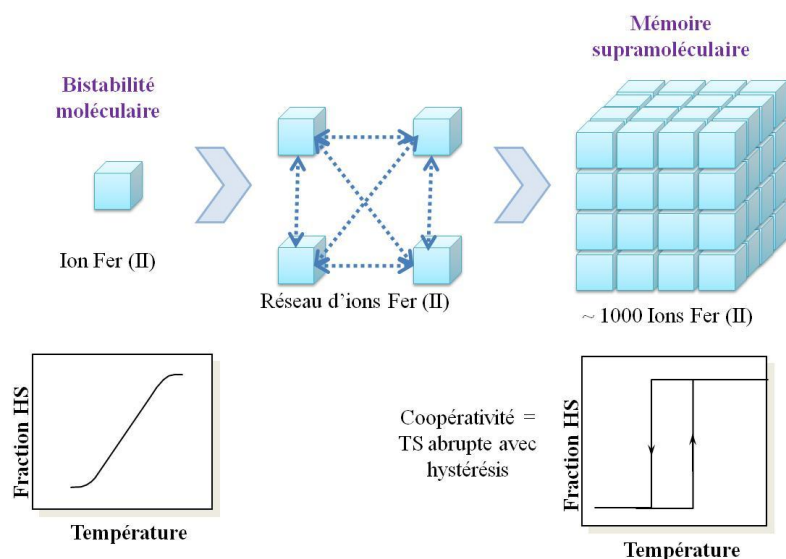 Mémoire
supramoléculaire
Bistabilité
moléculaire
Ion Fer (II)
Réseau d'ions Fer (II)
~ 1000 Ions Fer (II)
Fraction HS
Température
Coopérativité =
TS abrupte avec
hystérésis
Fraction HS
Température